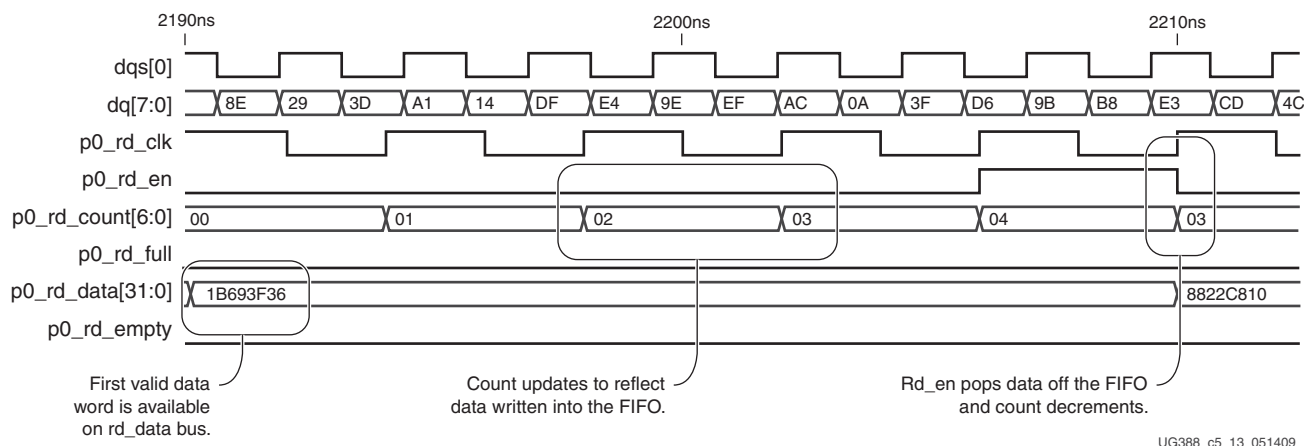 2190ns 2200ns 2210ns
dqs[0]
dq[7:0] 8E 29 3D A1 14 DF E4 9E EF AC 0A 3F D6 9B B8 E3 CD 4C
p0_rd_clk
p0_rd_en
p0_rd_count[6:0] 00 01 02 03 04 03
p0_rd_full
p0_rd_data[31:0] 1B693F36 8822C810
p0_rd_empty
First valid data
word is available
on rd_data bus.
Count updates to reflect
data written into the FIFO.
Rd_en pops data off the FIFO
and count decrements.
UG388_c5_13_051409